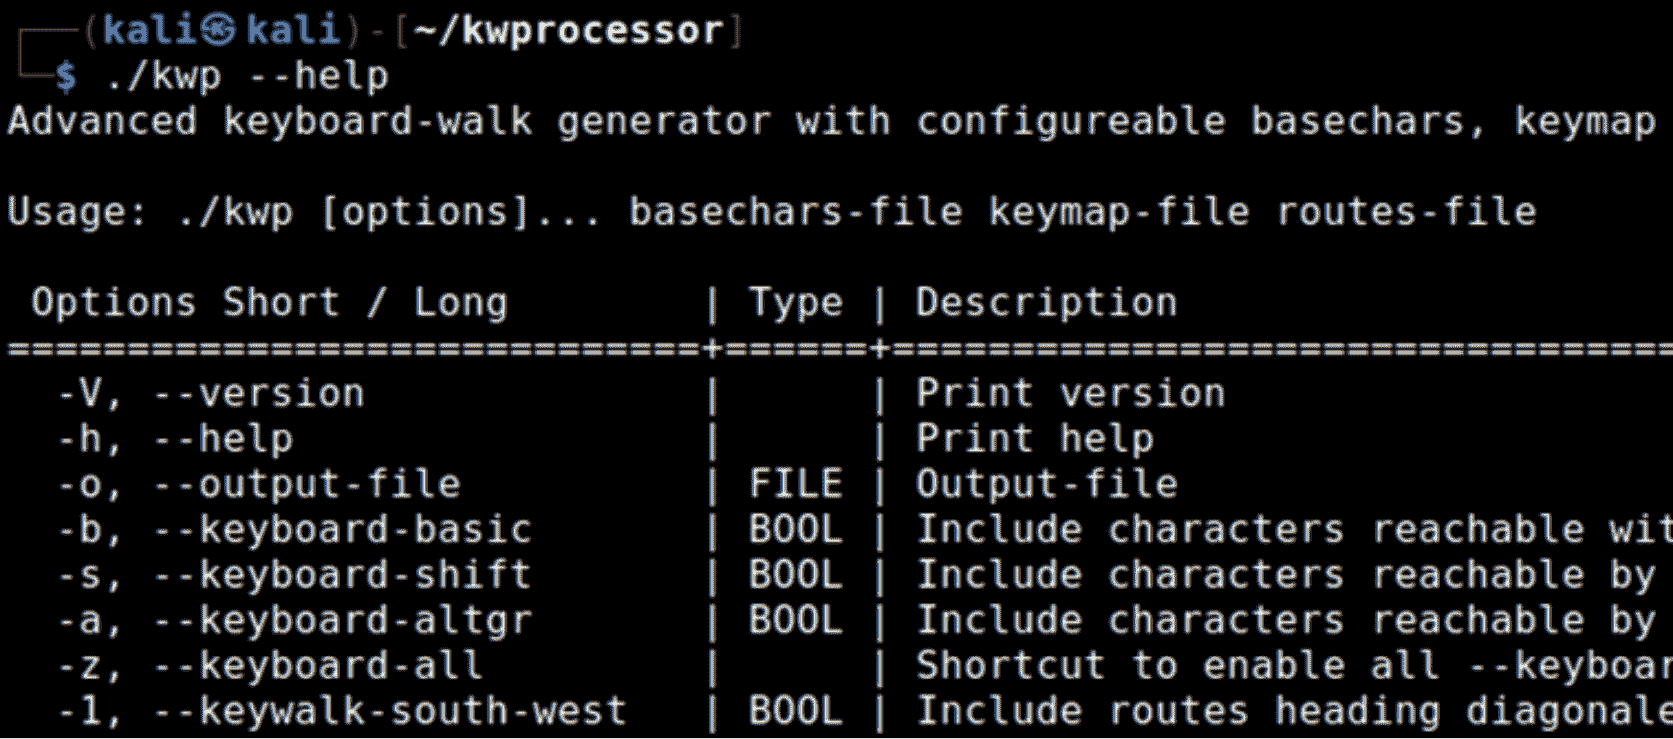 (kali㉿kali)-[~/kwprocessor]
$ ./kwp --help
Advanced keyboard-walk generator with configureable basechars, keymap
Usage: ./kwp [options]... basechars-file keymap-file routes-file
Options Short / Long | Type | Description
=============================+======+=================================
-V, --version | | Print version
-h, --help | | Print help
-o, --output-file | FILE | Output-file
-b, --keyboard-basic | BOOL | Include characters reachable wit
-s, --keyboard-shift | BOOL | Include characters reachable by
-a, --keyboard-altgr | BOOL | Include characters reachable by
-z, --keyboard-all | | Shortcut to enable all --keyboar
-1, --keywalk-south-west | BOOL | Include routes heading diagonale